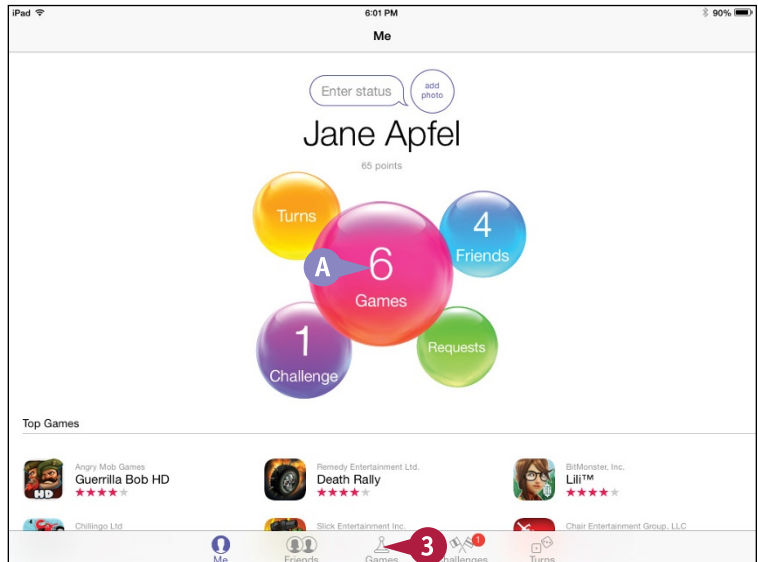 iPad 6:01 PM 90%
Me
Enter status
add
photo
Jane Apfel
65 points
Turns
4
Friends
A
6
Games
1
Challenge
Requests
Top Games
Angry Mob Games
Guerrilla Bob HD
HD
Remedy Entertainment Ltd.
Death Rally
BitMonster, Inc.
Lili™
Chillingo Ltd
Slick Entertainment Inc.
Chair Entertainment Group, LLC
3
1
Me
Friends
Games
Challenges
Turns